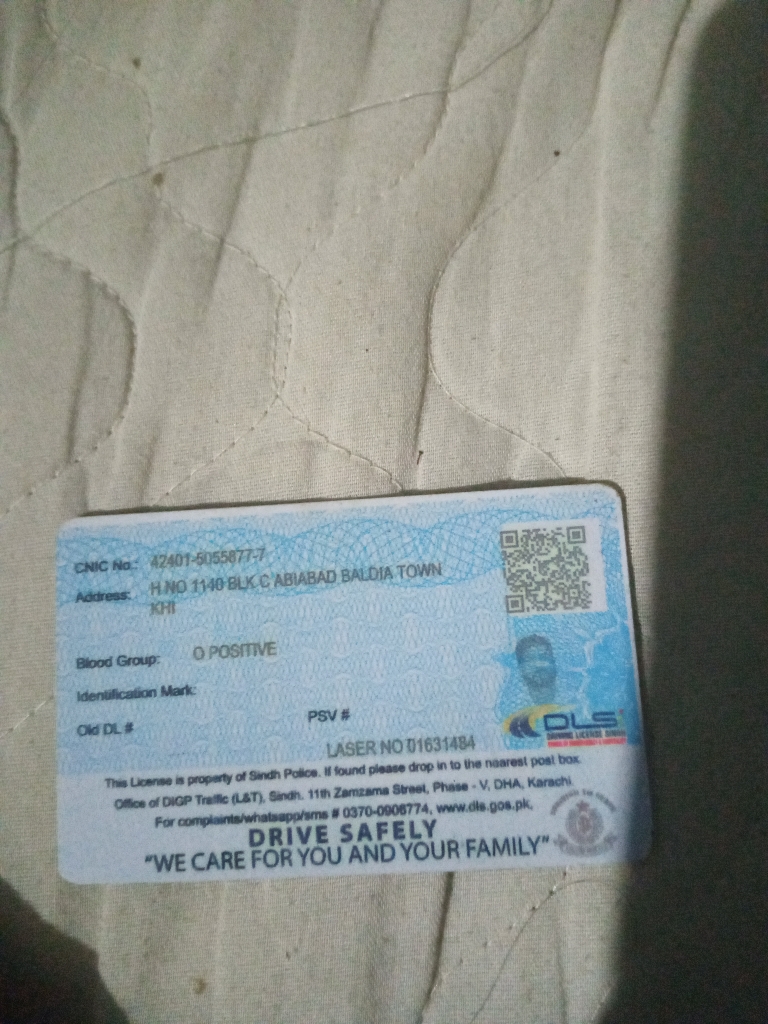 CNIC No.: 42401-5055877-7
Address: H NO 1140 BLK C ABIABAD BALDIA TOWN
KHI
Blood Group: O POSITIVE
Identification Mark:
Old DL #
PSV #
DLS
LASER NO 01631484
This License is property of Sindh Police. If found please drop in to the nearest post box.
Office of DIGP Traffic (L&T), Sindh. 11th Zamzama Street, Phase - V, DHA, Karachi.
For complaints/whatsapp/sms # 0370-0906774, www.dls.gos.pk,
DRIVE SAFELY
"WE CARE FOR YOU AND YOUR FAMILY"